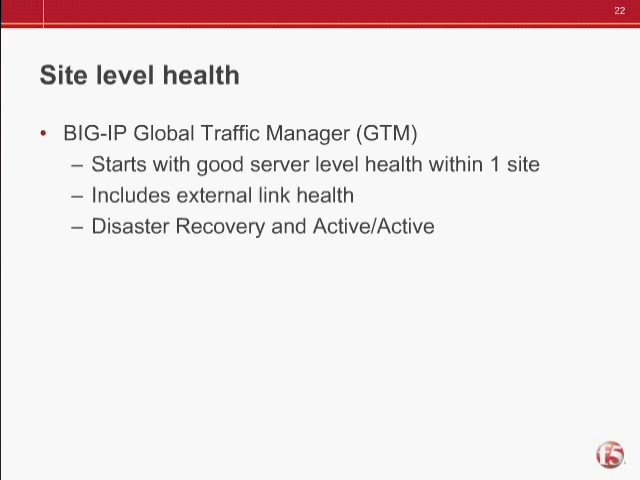 22
Site level health
• BIG-IP Global Traffic Manager (GTM)
– Starts with good server level health within 1 site
– Includes external link health
– Disaster Recovery and Active/Active
f5